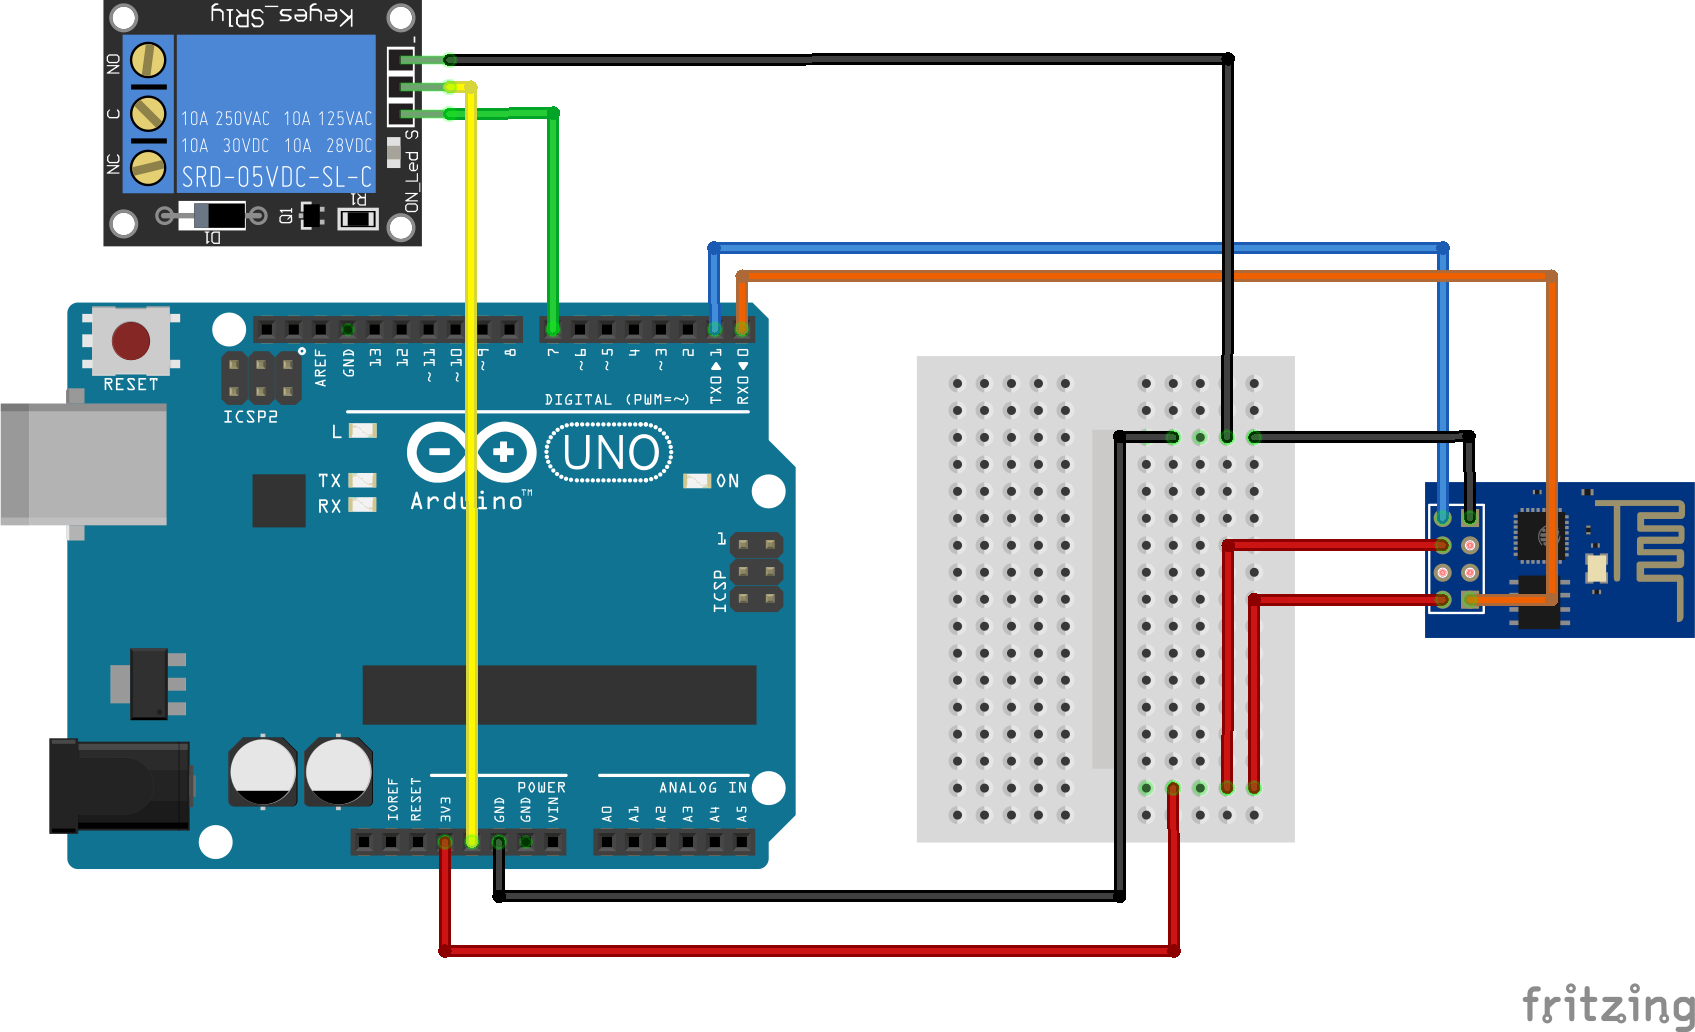 Keyes_SR1y
NO
C
NC
-
S
10A 250VAC 10A 125VAC
10A 30VDC 10A 28VDC
SRD-05VDC-SL-C
ON_Led
D1
Q1
R1
RESET
ICSP2
AREF
GND
13
12
~11
~10
~9
8
7
~6
~5
4
~3
2
TX0▶1
RX0◀0
DIGITAL (PWM=~)
L
TX
RX
UNO
ON
Arduino™
1
ICSP
IOREF
RESET
3V3
GND
GND
VIN
POWER
ANALOG IN
A0
A1
A2
A3
A4
A5
fritzing